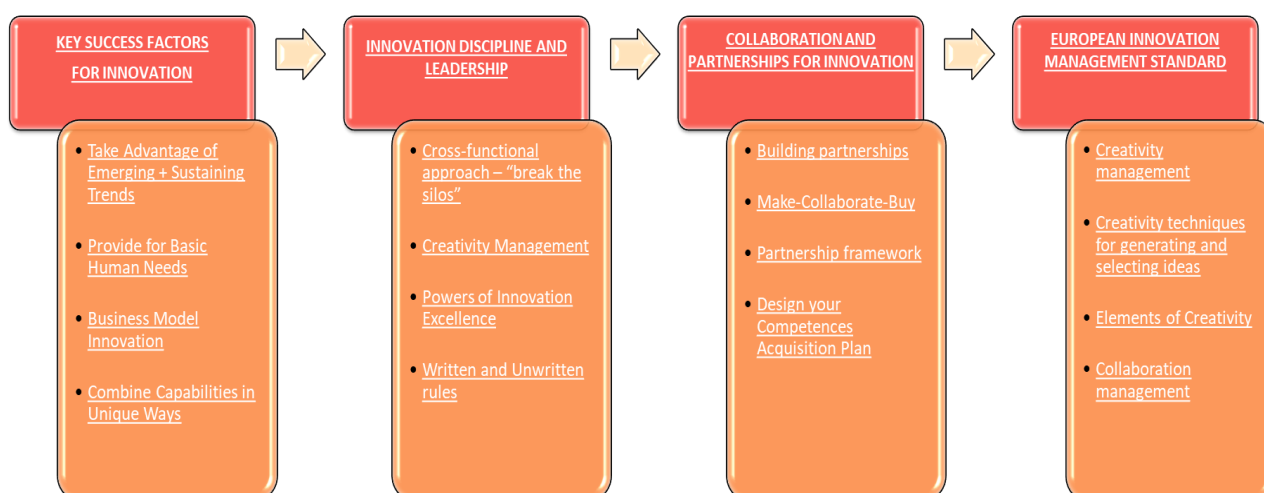 KEY SUCCESS FACTORS
FOR INNOVATION
• Take Advantage of
Emerging + Sustaining
Trends
• Provide for Basic
Human Needs
• Business Model
Innovation
• Combine Capabilities in
Unique Ways
INNOVATION DISCIPLINE AND
LEADERSHIP
• Cross-functional
approach – “break the
silos”
• Creativity Management
• Powers of Innovation
Excellence
• Written and Unwritten
rules
COLLABORATION AND
PARTNERSHIPS FOR INNOVATION
• Building partnerships
• Make-Collaborate-Buy
• Partnership framework
• Design your
Competences
Acquisition Plan
EUROPEAN INNOVATION
MANAGEMENT STANDARD
• Creativity
management
• Creativity techniques
for generating and
selecting ideas
• Elements of Creativity
• Collaboration
management